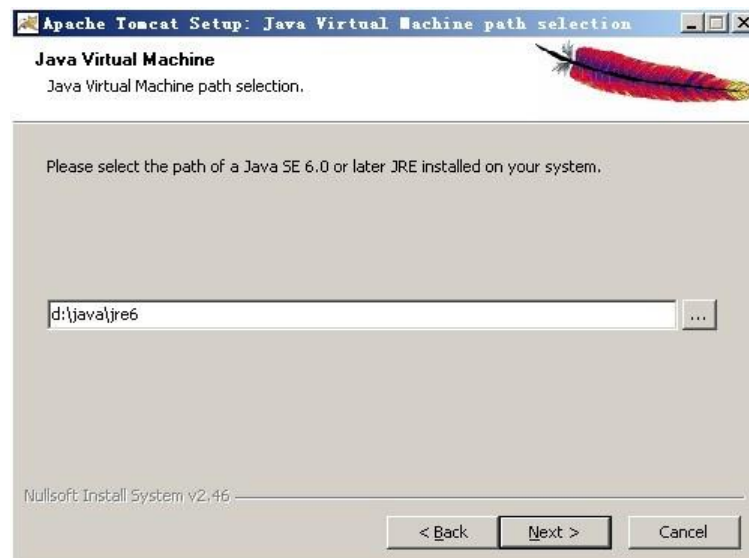 Apache Tomcat Setup: Java Virtual Machine path selection
Java Virtual Machine
Java Virtual Machine path selection.
Please select the path of a Java SE 6.0 or later JRE installed on your system.
d:\java\jre6
...
Nullsoft Install System v2.46
< Back
Next >
Cancel